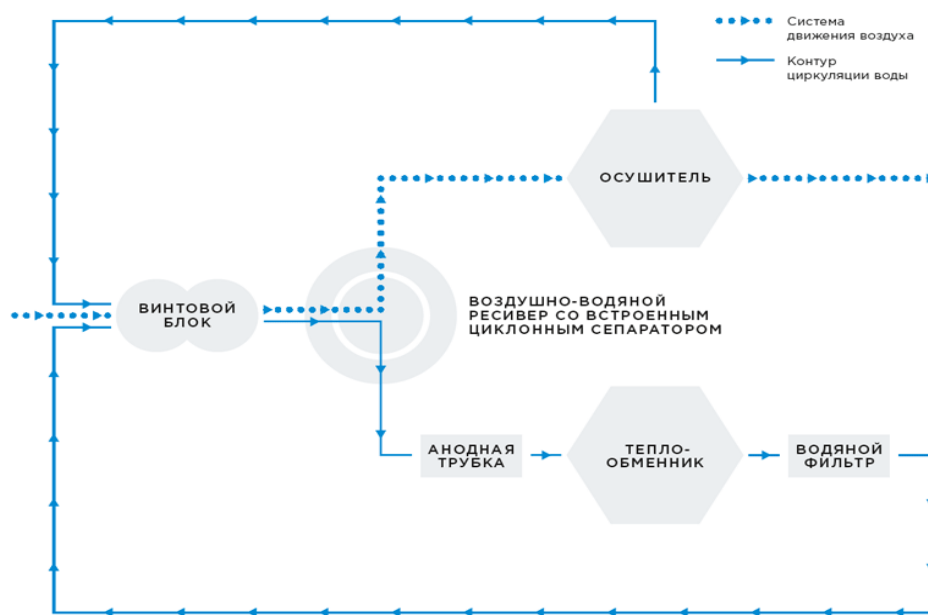 Система
движения воздуха
Контур
циркуляции воды
ОСУШИТЕЛЬ
ВИНТОВОЙ
БЛОК
ВОЗДУШНО-ВОДЯНОЙ
РЕСИВЕР СО ВСТРОЕННЫМ
ЦИКЛОННЫМ СЕПАРАТОРОМ
АНОДНАЯ
ТРУБКА
ТЕПЛО-
ОБМЕННИК
ВОДЯНОЙ
ФИЛЬТР